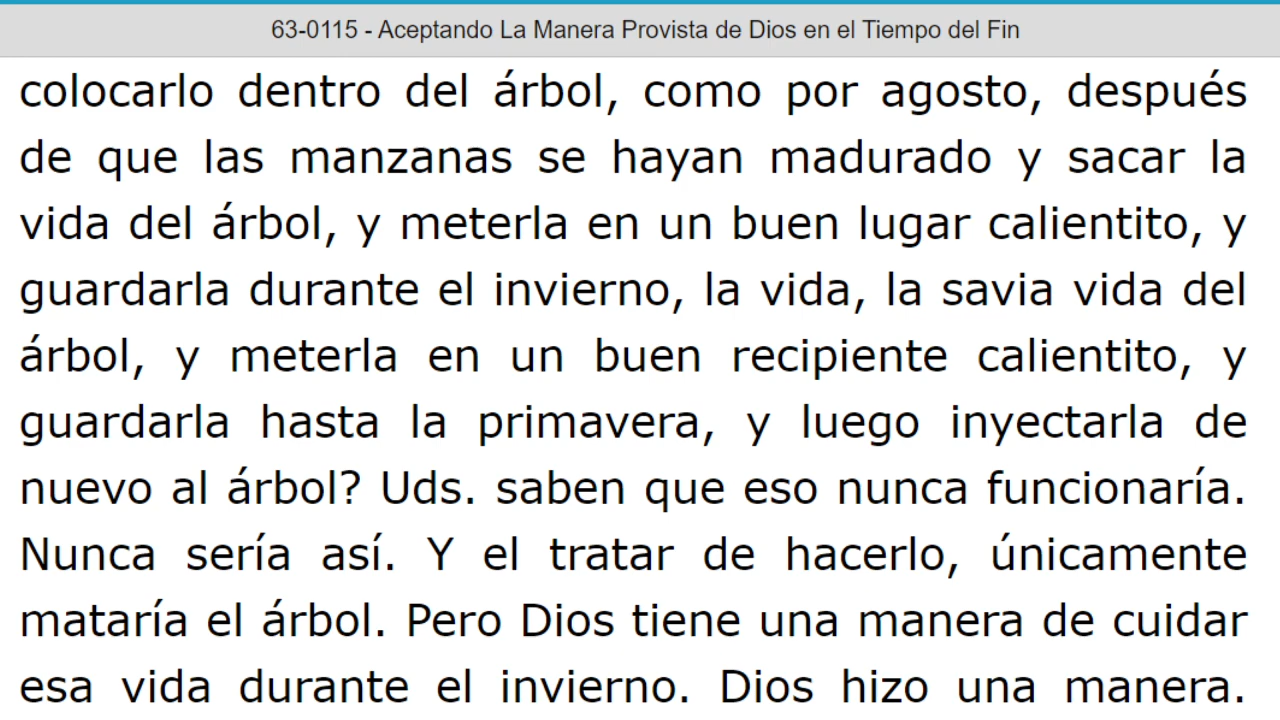 63-0115 - Aceptando La Manera Provista de Dios en el Tiempo del Fin
colocarlo dentro del árbol, como por agosto, después
de que las manzanas se hayan madurado y sacar la
vida del árbol, y meterla en un buen lugar calientito, y
guardarla durante el invierno, la vida, la savia vida del
árbol, y meterla en un buen recipiente calientito, y
guardarla hasta la primavera, y luego inyectarla de
nuevo al árbol? Uds. saben que eso nunca funcionaría.
Nunca sería así. Y el tratar de hacerlo, únicamente
mataría el árbol. Pero Dios tiene una manera de cuidar
esa vida durante el invierno. Dios hizo una manera.